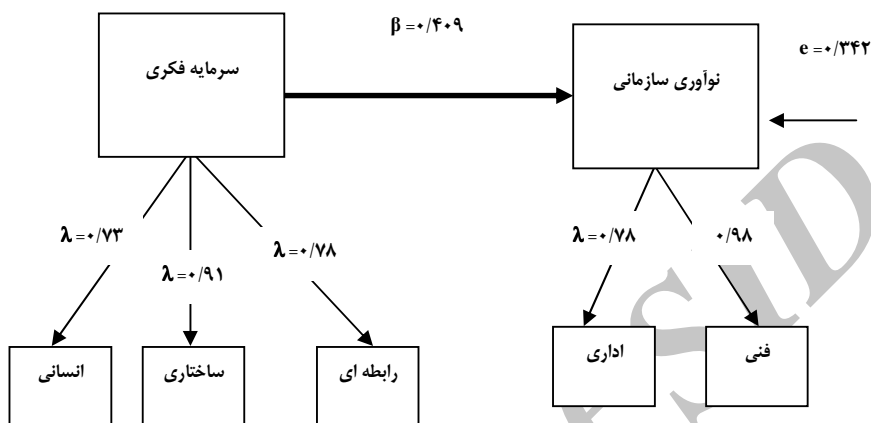 β =۰/۴۰۹
e =۰/۳۴۲
سرمایه فکری
نوآوری سازمانی
λ =۰/۷۳
λ =۰/۹۱
λ =۰/۷۸
λ =۰/۷۸
۰/۹۸
انسانی
ساختاری
رابطه ای
اداری
فنی
SID